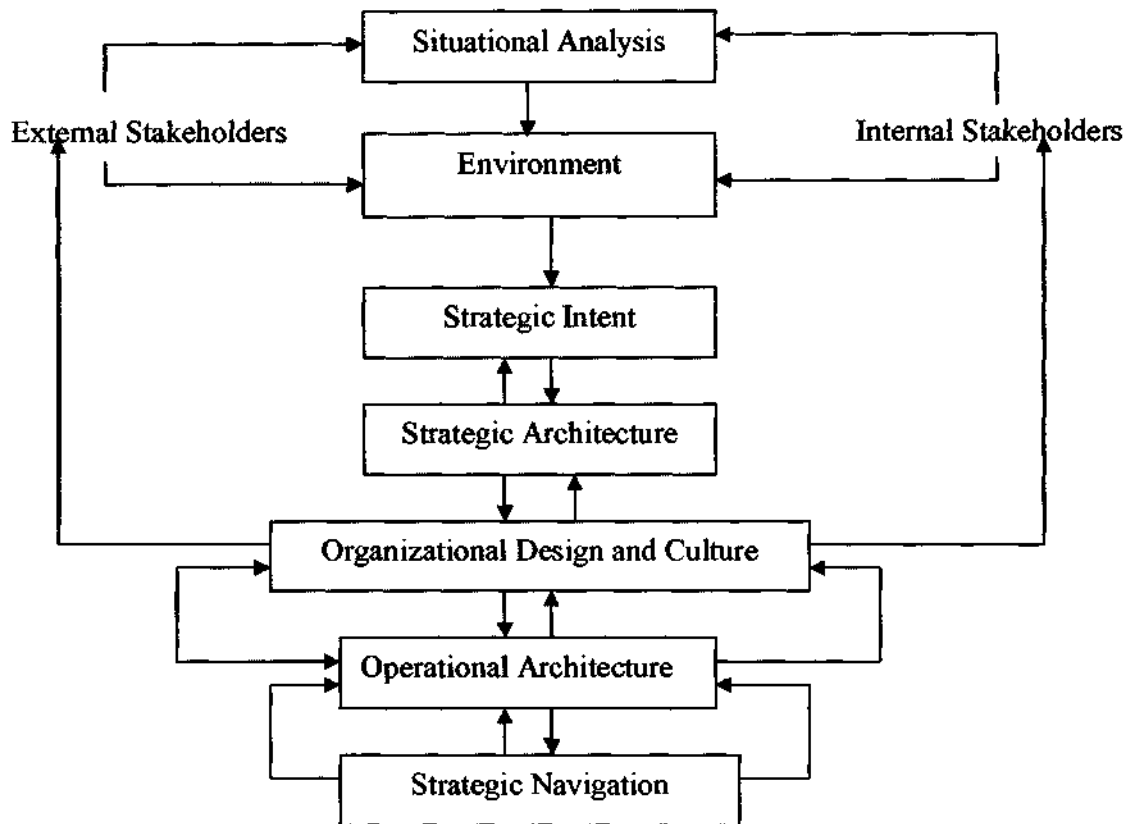 Situational Analysis
External Stakeholders
Internal Stakeholders
Environment
Strategic Intent
Strategic Architecture
Organizational Design and Culture
Operational Architecture
Strategic Navigation